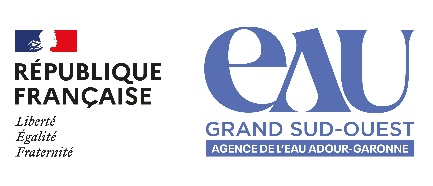 RÉPUBLIQUE
FRANÇAISE
Liberté
Égalité
Fraternité
eAU
GRAND SUD-OUEST
AGENCE DE L'EAU ADOUR-GARONNE